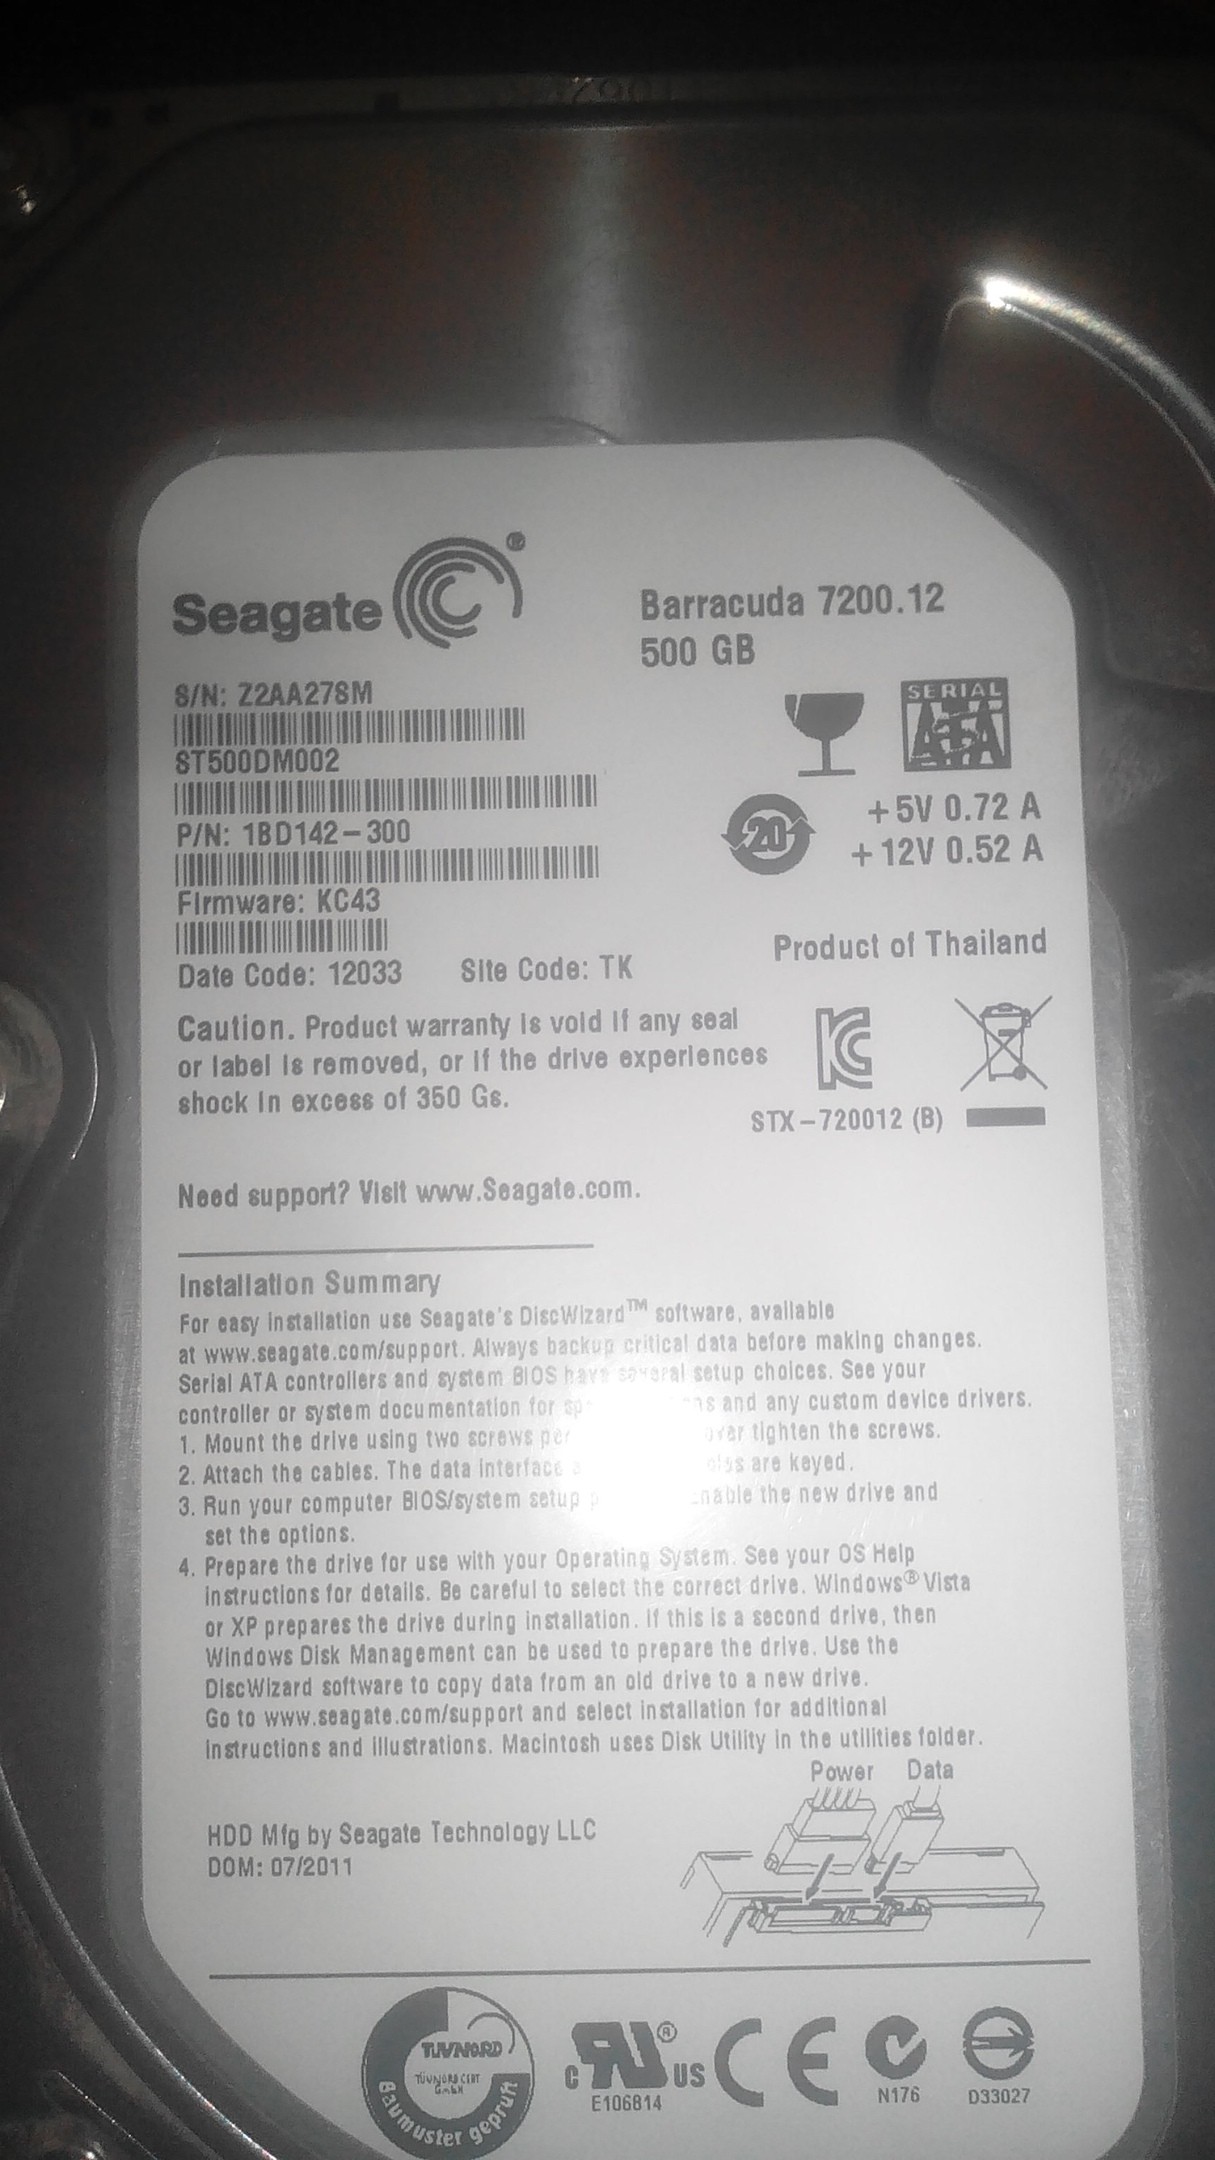 Seagate
Barracuda 7200.12
500 GB
S/N: Z2AA27SM
ST500DM002
P/N: 1BD142-300
Firmware: KC43
Date Code: 12033 Site Code: TK
SERIAL
ATA
20
+5V 0.72 A
+12V 0.52 A
Product of Thailand
Caution. Product warranty is void if any seal
or label is removed, or if the drive experiences
shock in excess of 350 Gs.
STX-720012 (B)
Need support? Visit www.Seagate.com.
Installation Summary
For easy installation use Seagate's DiscWizard™ software, available
at www.seagate.com/support. Always backup critical data before making changes.
Serial ATA controllers and system BIOS have several setup choices. See your
controller or system documentation for and any custom device drivers.
1. Mount the drive using two screws per tighten the screws.
2. Attach the cables. The data interface are keyed.
3. Run your computer BIOS/system setup enable the new drive and
set the options.
4. Prepare the drive for use with your Operating System. See your OS Help
instructions for details. Be careful to select the correct drive. Windows® Vista
or XP prepares the drive during installation. If this is a second drive, then
Windows Disk Management can be used to prepare the drive. Use the
DiscWizard software to copy data from an old drive to a new drive.
Go to www.seagate.com/support and select installation for additional
instructions and illustrations. Macintosh uses Disk Utility in the utilities folder.
Power Data
HDD Mfg by Seagate Technology LLC
DOM: 07/2011
TÜVNORD
TÜVNORD CERT
GmbH
Baumuster geprüft
C US
E106814
CE
N176
D33027